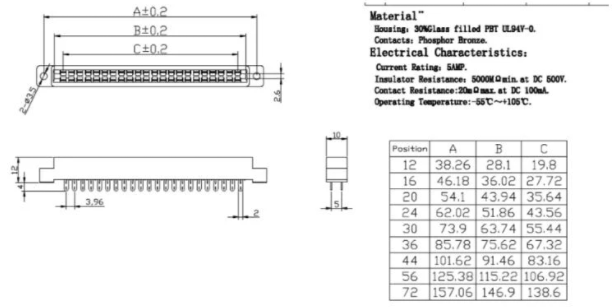 A±0.2
B±0.2
C±0.2
2-Ø3.5
2.6
12
4
3.96
2
10
5
Material
Housing: 30%Glass filled PBT UL94V-0.
Contacts: Phosphor Bronze.
Electrical Characteristics:
Current Rating: 5AMP.
Insulator Resistance: 5000MΩmin. at DC 500V.
Contact Resistance:20mΩmax. at DC 100mA.
Operating Temperature:-55℃~+105℃.
Position A B C
12 38.26 28.1 19.8
16 46.18 36.02 27.72
20 54.1 43.94 35.64
24 62.02 51.86 43.56
30 73.9 63.74 55.44
36 85.78 75.62 67.32
44 101.62 91.46 83.16
56 125.38 115.22 106.92
72 157.06 146.9 138.6